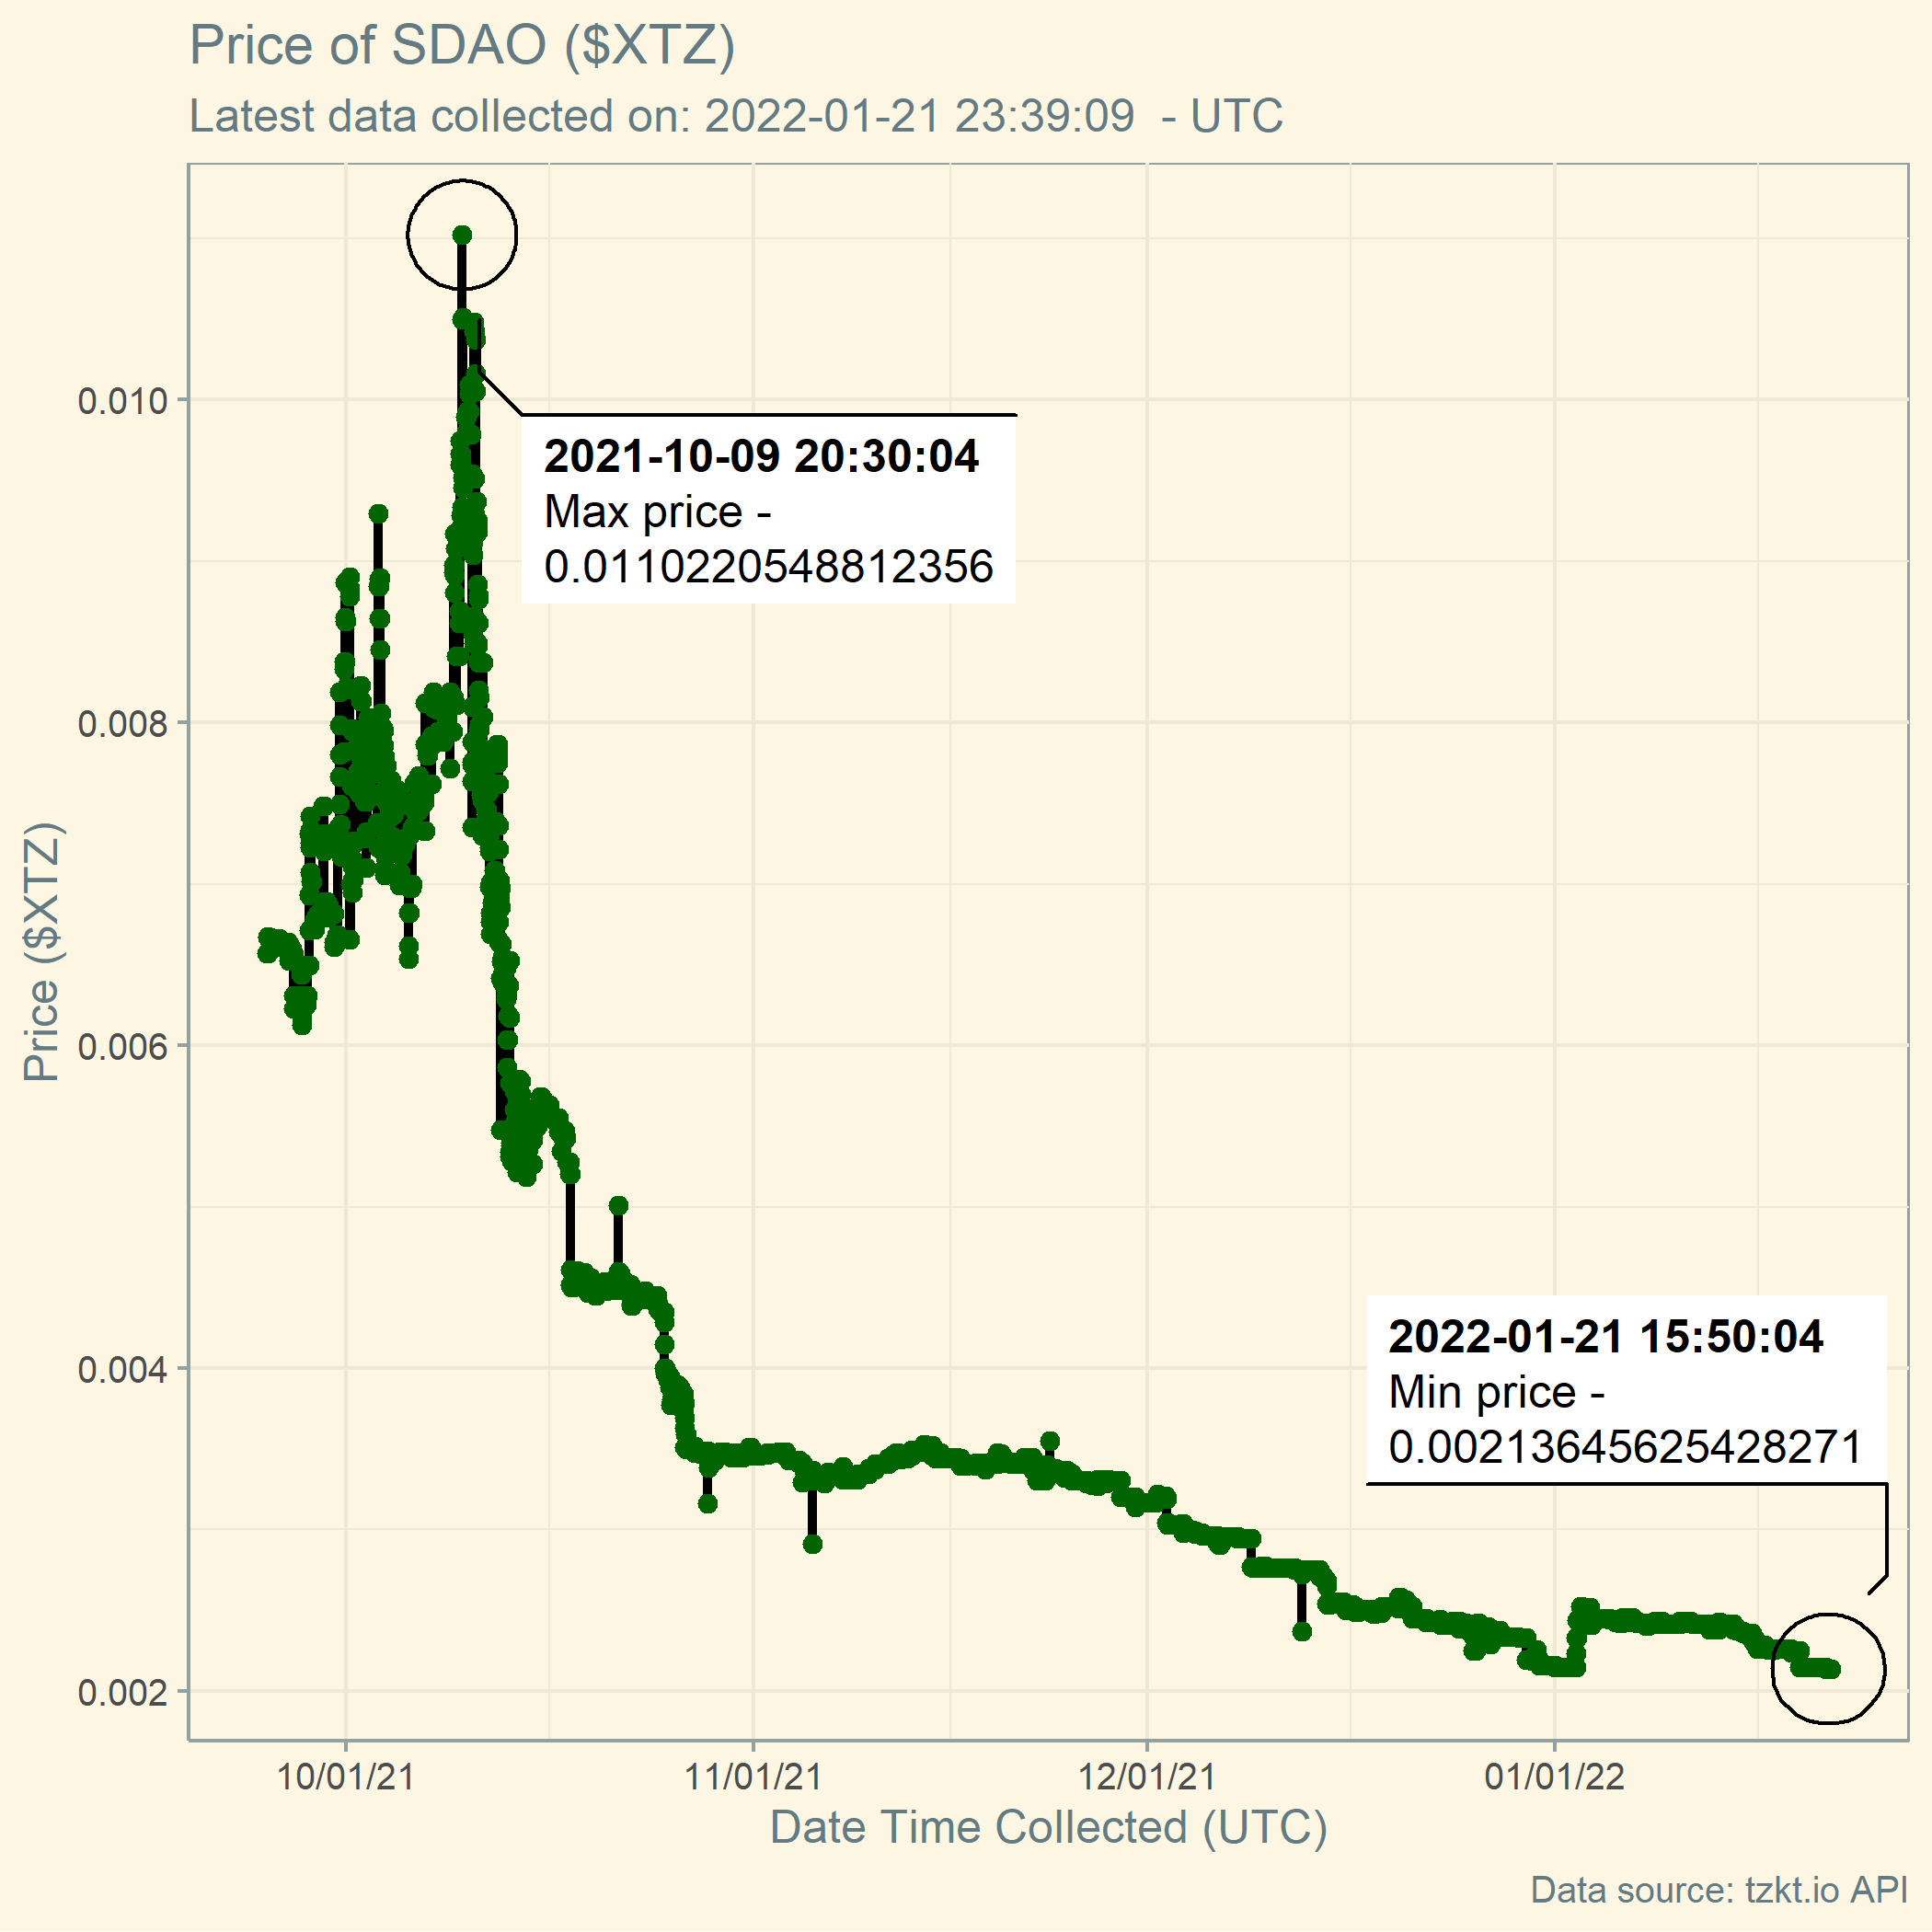 Price of SDAO ($XTZ)
Latest data collected on: 2022-01-21 23:39:09  - UTC
2021-10-09 20:30:04
Max price -
0.0110220548812356
0.010
0.008
0.006
0.004
0.002
Price ($XTZ)
2022-01-21 15:50:04
Min price -
0.00213645625428271
10/01/21
11/01/21
12/01/21
01/01/22
Date Time Collected (UTC)
Data source: tzkt.io API